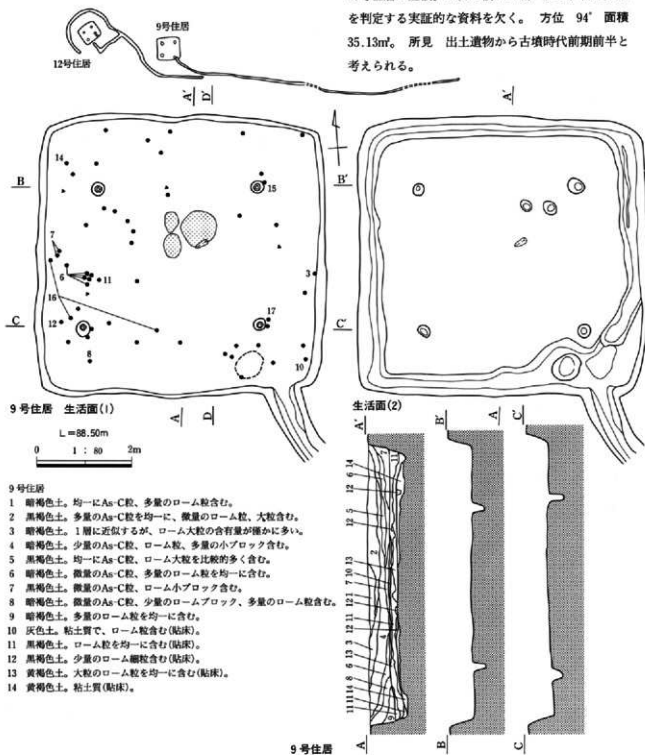 を判定する実証的な資料を欠く。 方位 94° 面積
35.13㎡。 所見 出土遺物から古墳時代前期前半と
考えられる。
9号住居
12号住居
A' D'
A'
14
B
15
B'
7
6
11
3
16
12
C
17
C'
8
10
A D
9号住居 生活面(1)
生活面(2)
L=88.50m
0 1:80 2m
A' B' A C'
9号住居
1 暗褐色土。均一にAs-C粒、多量のローム粒含む。
2 黒褐色土。多量のAs-C粒を均一に、微量のローム粒、大粒含む。
3 暗褐色土。1層に近似するが、ローム大粒の含有量が僅かに多い。
4 暗褐色土。少量のAs-C粒、ローム粒、多量の小ブロック含む。
5 黒褐色土。均一にAs-C粒、ローム大粒を比較的多く含む。
6 暗褐色土。微量のAs-C粒、多量のローム粒を均一に含む。
7 黒褐色土。微量のAs-C粒、ローム小ブロック含む。
8 暗褐色土。微量のAs-C粒、少量のロームブロック、多量のローム粒含む。
9 暗褐色土。多量のローム粒を均一に含む。
10 灰色土。粘土質で、ローム粒含む(貼床)。
11 黒褐色土。ローム粒を均一に含む(貼床)。
12 黒褐色土。少量のローム細粒含む(貼床)。
13 黄褐色土。大粒のローム粒を均一に含む(貼床)。
14 黄褐色土。粘土質(貼床)。
9号住居
A B C